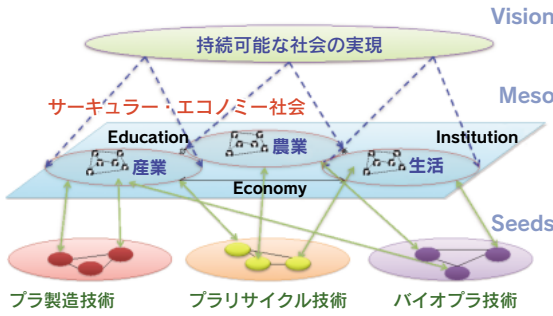 Vision
持続可能な社会の実現
Meso
サーキュラー・エコノミー社会
Education
農業
Institution
産業
生活
Economy
Seeds
プラ製造技術
プラリサイクル技術
バイオプラ技術